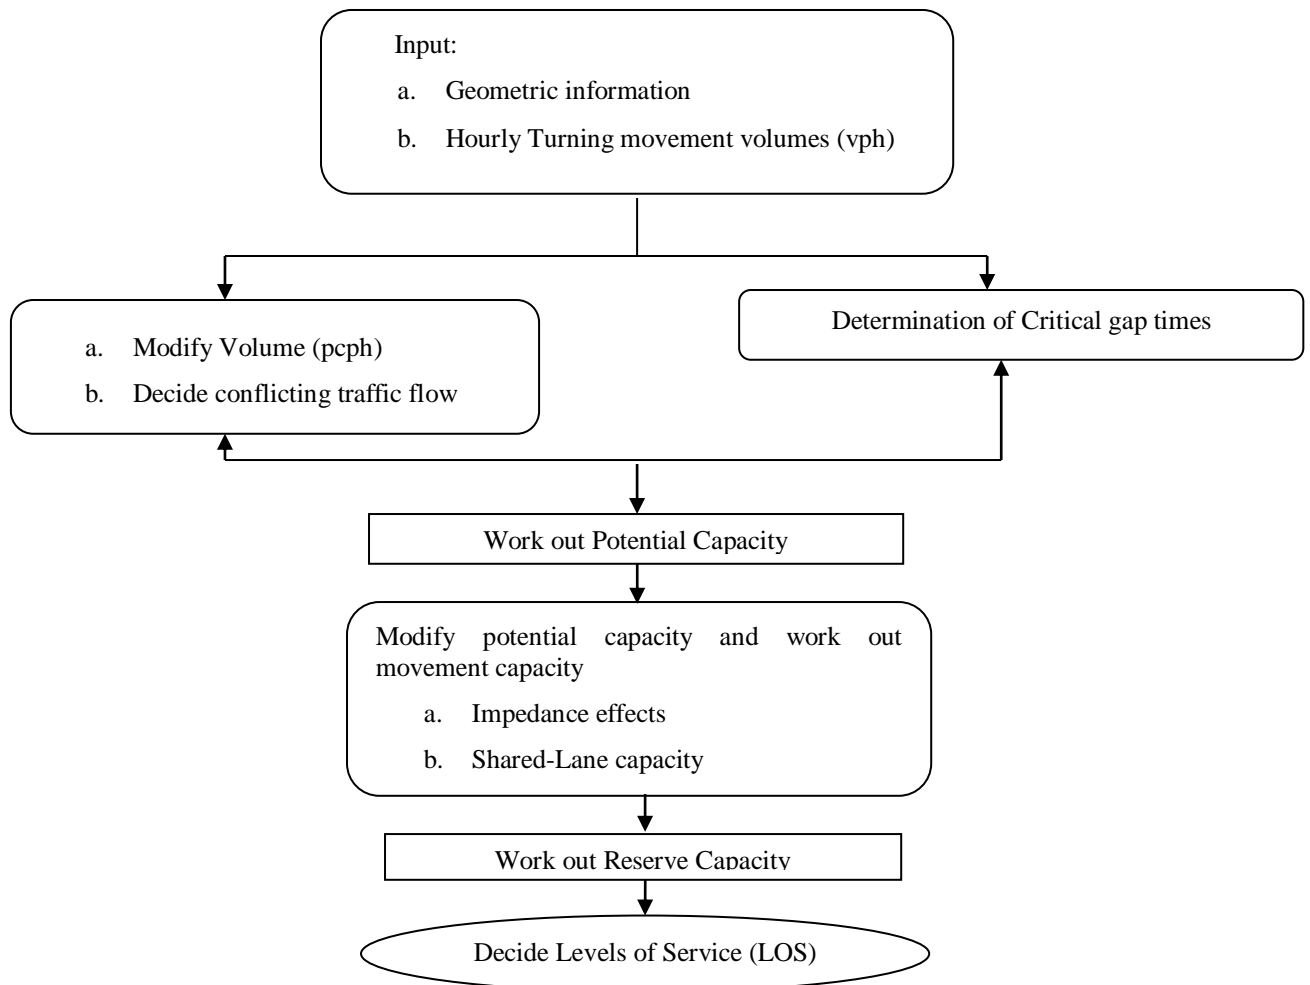 Input:
a. Geometric information
b. Hourly Turning movement volumes (vph)
a. Modify Volume (pcph)
b. Decide conflicting traffic flow
Determination of Critical gap times
Work out Potential Capacity
Modify potential capacity and work out
movement capacity
a. Impedance effects
b. Shared-Lane capacity
Work out Reserve Capacity
Decide Levels of Service (LOS)